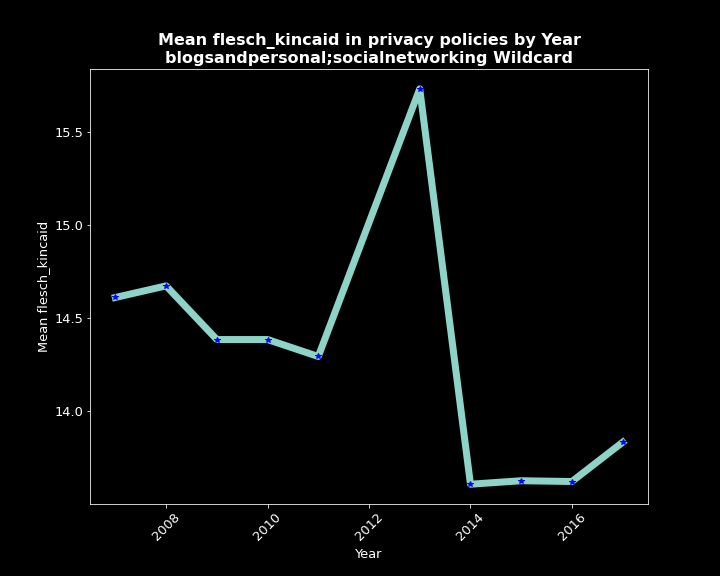 Mean flesch_kincaid in privacy policies by Year
blogsandpersonal;socialnetworking Wildcard
15.5
15.0
14.5
14.0
Mean flesch_kincaid
2008
2010
2012
2014
2016
Year